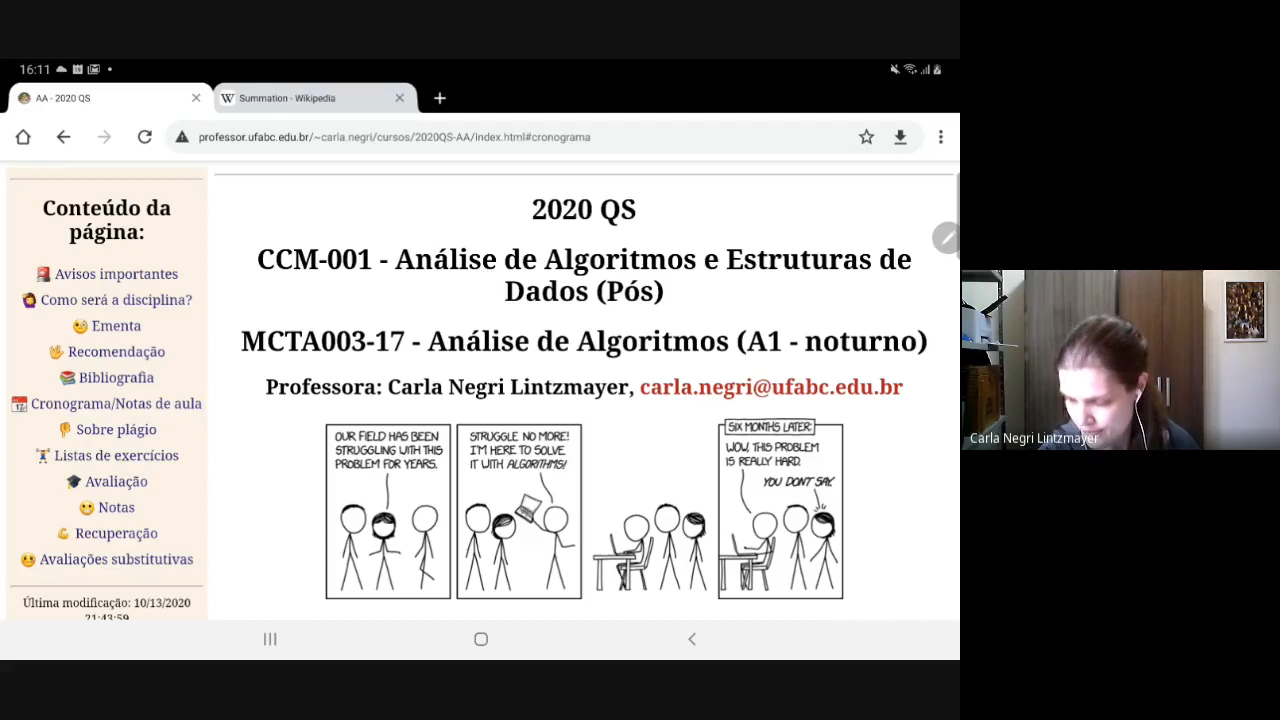 16:11
AA - 2020 QS
Summation - Wikipedia
professor.ufabc.edu.br/~carla.negri/cursos/2020QS-AA/index.html#cronograma
Conteúdo da
página:
Avisos importantes
Como será a disciplina?
Ementa
Recomendação
Bibliografia
Cronograma/Notas de aula
Sobre plágio
Listas de exercícios
Avaliação
Notas
Recuperação
Avaliações substitutivas
Última modificação: 10/13/2020
21:43:59
2020 QS
CCM-001 - Análise de Algoritmos e Estruturas de
Dados (Pós)
MCTA003-17 - Análise de Algoritmos (A1 - noturno)
Professora: Carla Negri Lintzmayer, carla.negri@ufabc.edu.br
OUR FIELD HAS BEEN
STRUGGLING WITH THIS
PROBLEM FOR YEARS.
STRUGGLE NO MORE!
I'M HERE TO SOLVE
IT WITH ALGORITHMS!
SIX MONTHS LATER:
WOW, THIS PROBLEM
IS REALLY HARD.
YOU DON'T SAY.
Carla Negri Lintzmayer